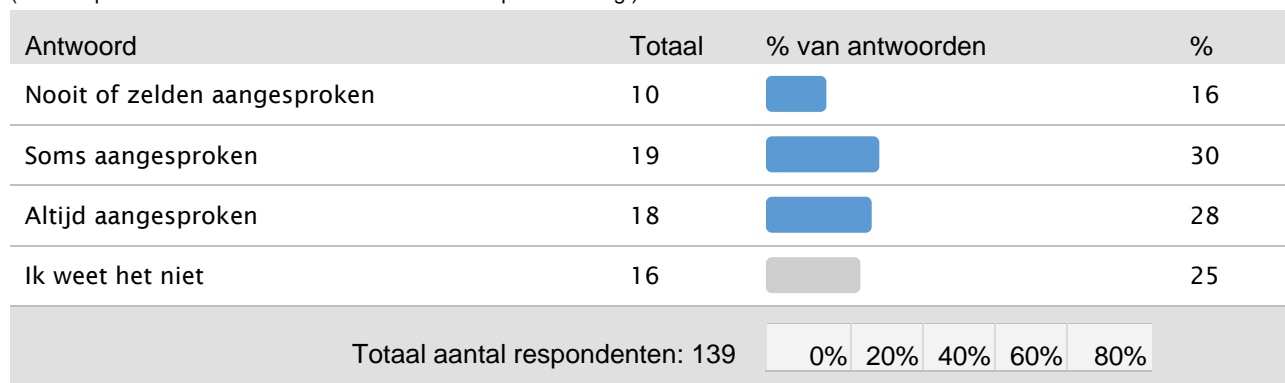 Antwoord Totaal % van antwoorden %
Nooit of zelden aangesproken 10 16
Soms aangesproken 19 30
Altijd aangesproken 18 28
Ik weet het niet 16 25
Totaal aantal respondenten: 139 0% 20% 40% 60% 80%